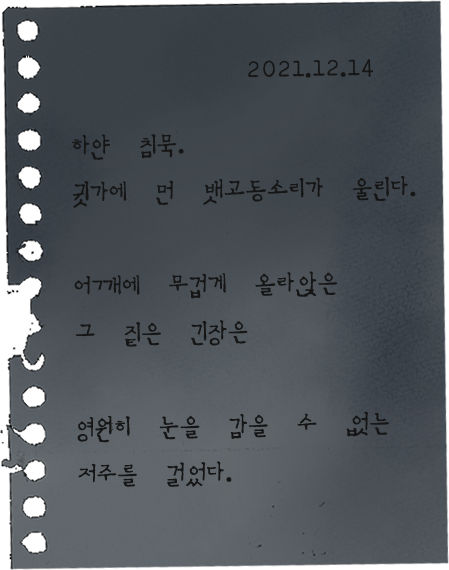 2021.12.14
하얀 침묵.
귓가에 먼 뱃고동소리가 울린다.
어깨에 무겁게 올라앉은
그 짙은 긴장은
영원히 눈을 감을 수 없는
저주를 걸었다.